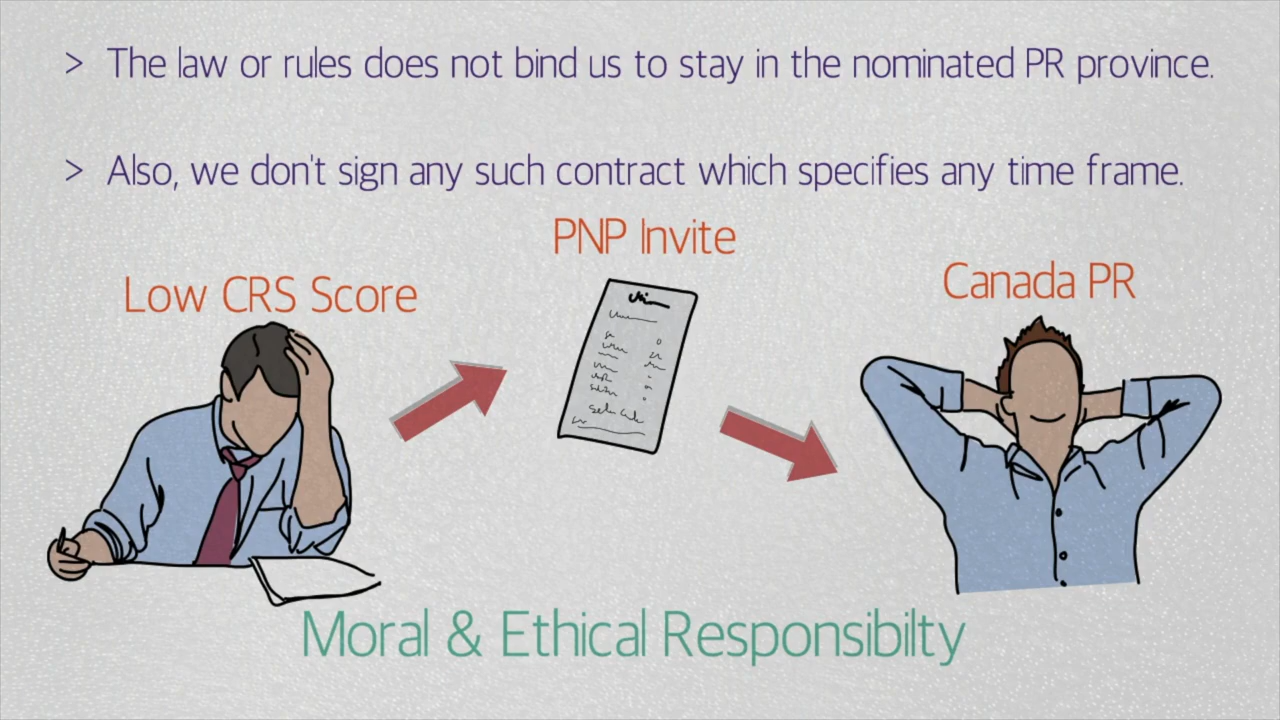 > The law or rules does not bind us to stay in the nominated PR province.
> Also, we don't sign any such contract which specifies any time frame.
PNP Invite
Low CRS Score
Canada PR
Moral & Ethical Responsibilty